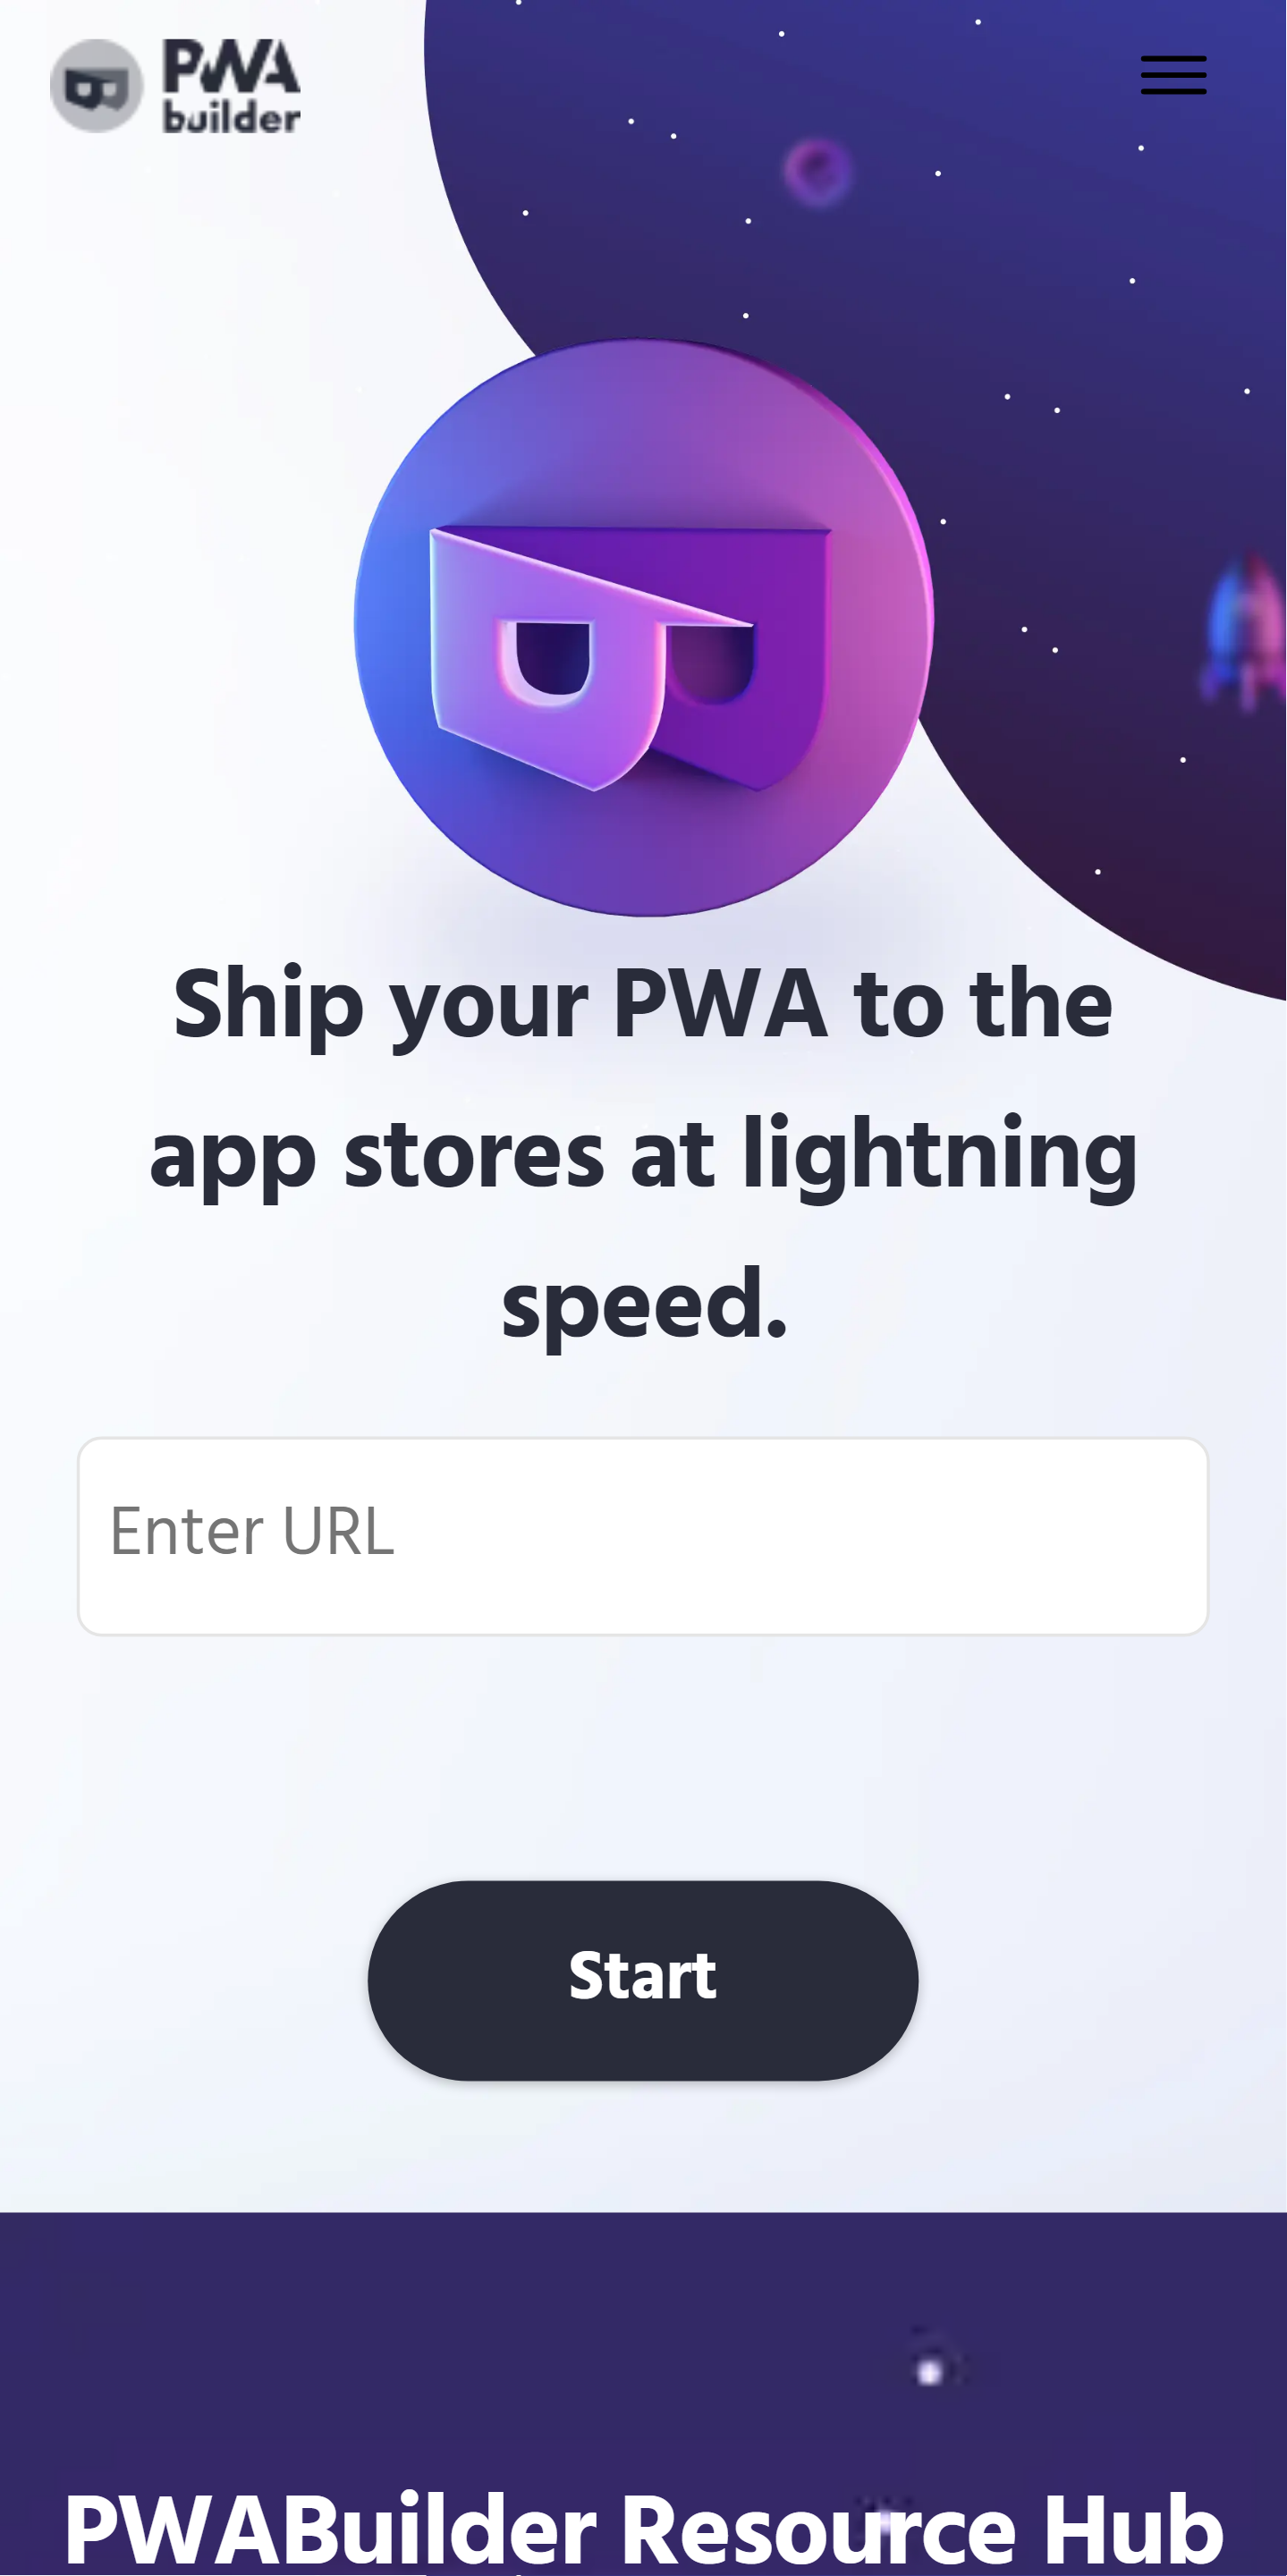 PWA
builder
Ship your PWA to the
app stores at lightning
speed.
Enter URL
Start
PWABuilder Resource Hub